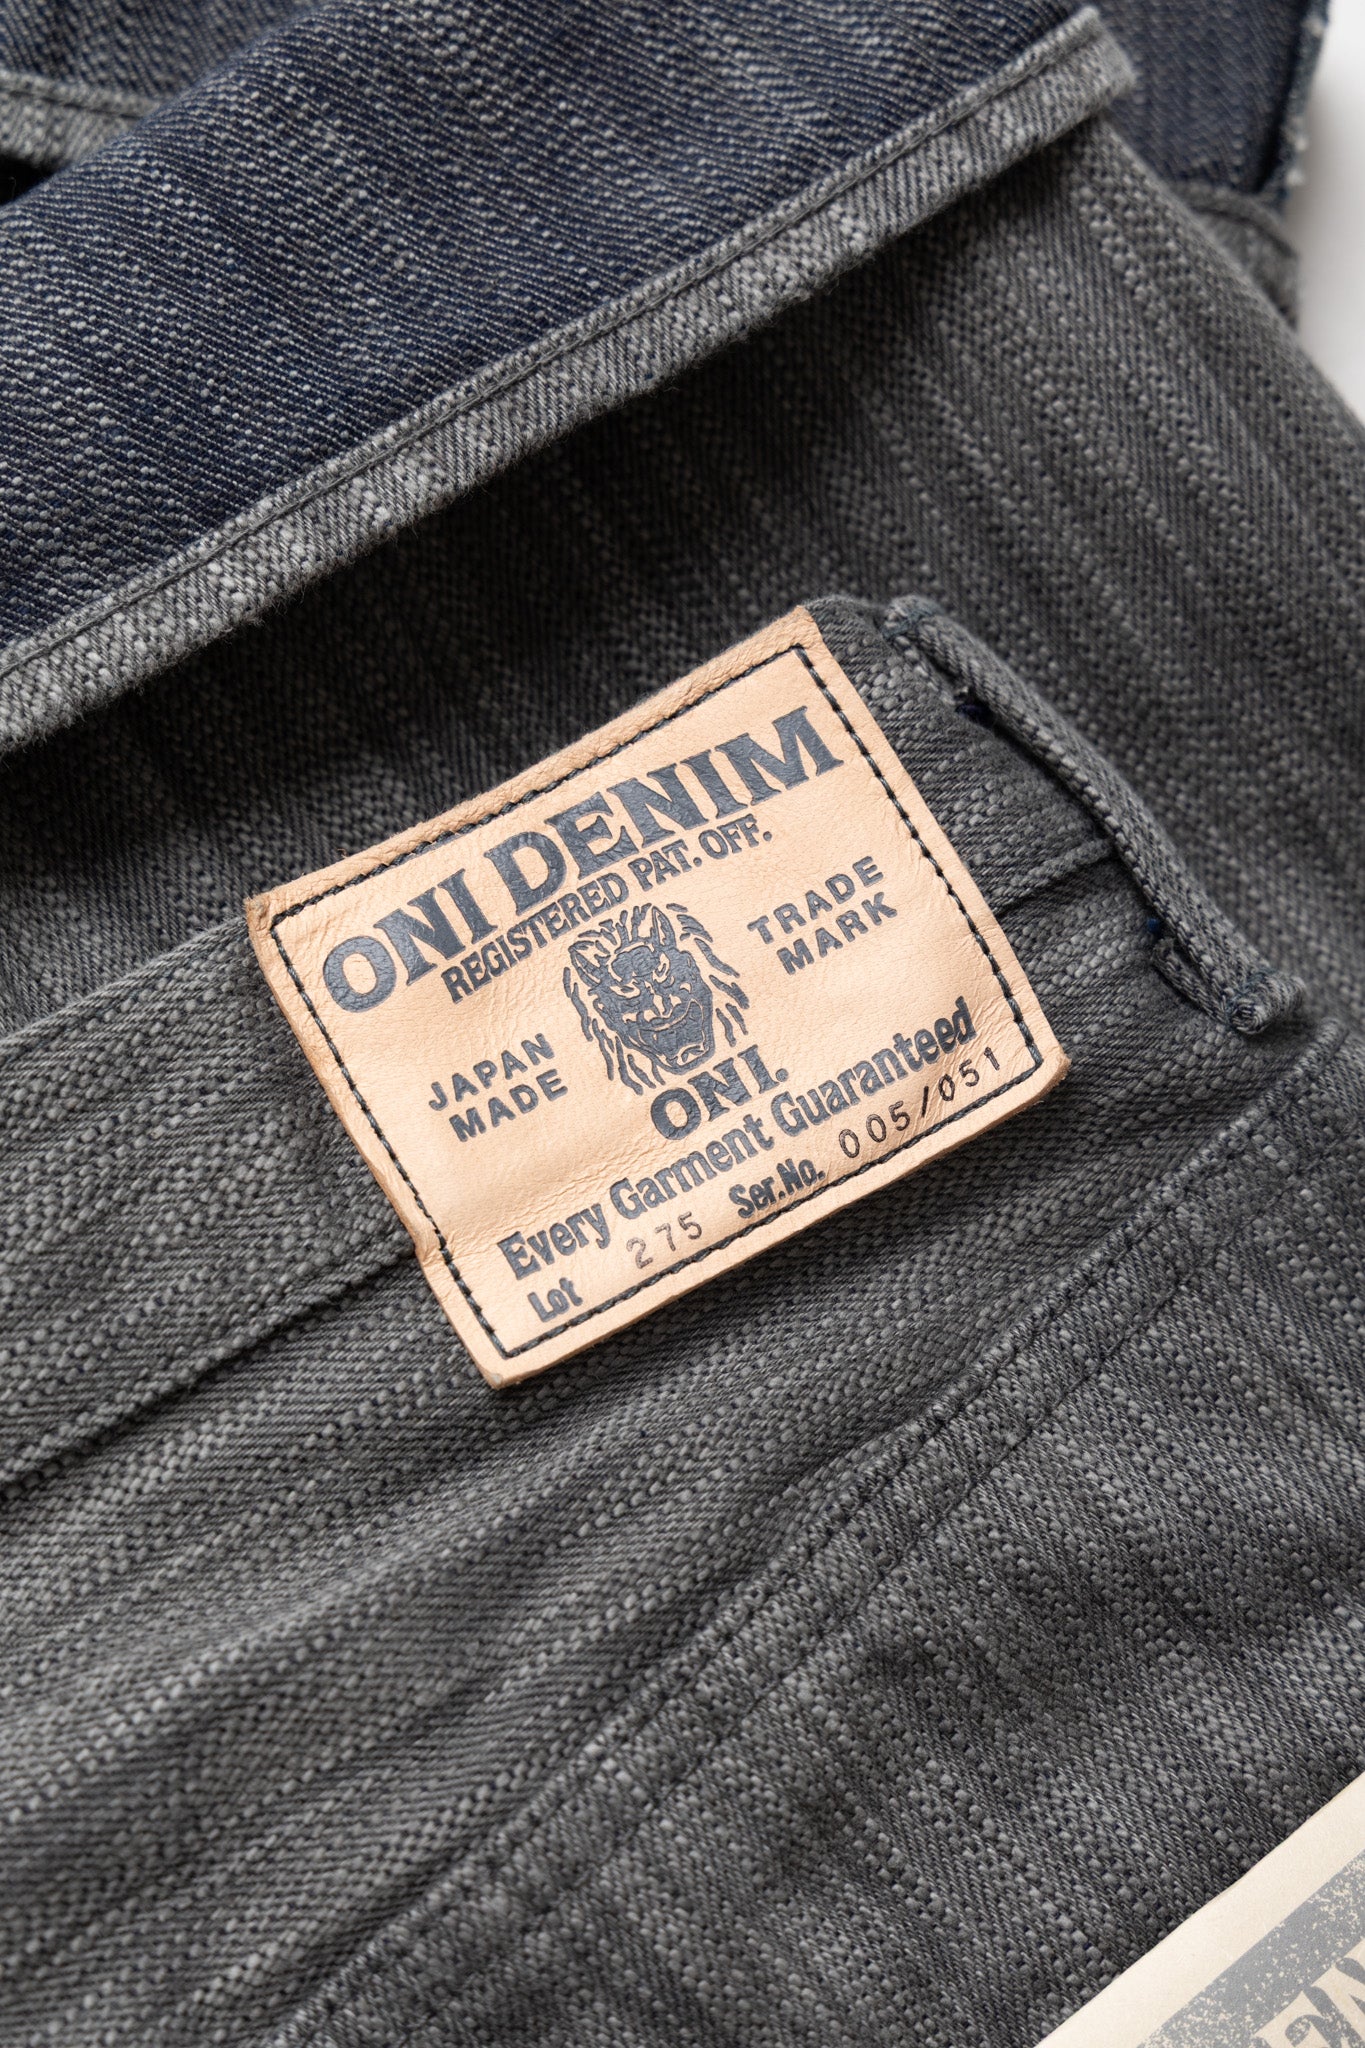 ONI DENIM
REGISTERED PAT. OFF.
JAPAN
MADE
TRADE
MARK
ONI.
Every Garment Guaranteed
Lot 275 Ser.No. 005/051